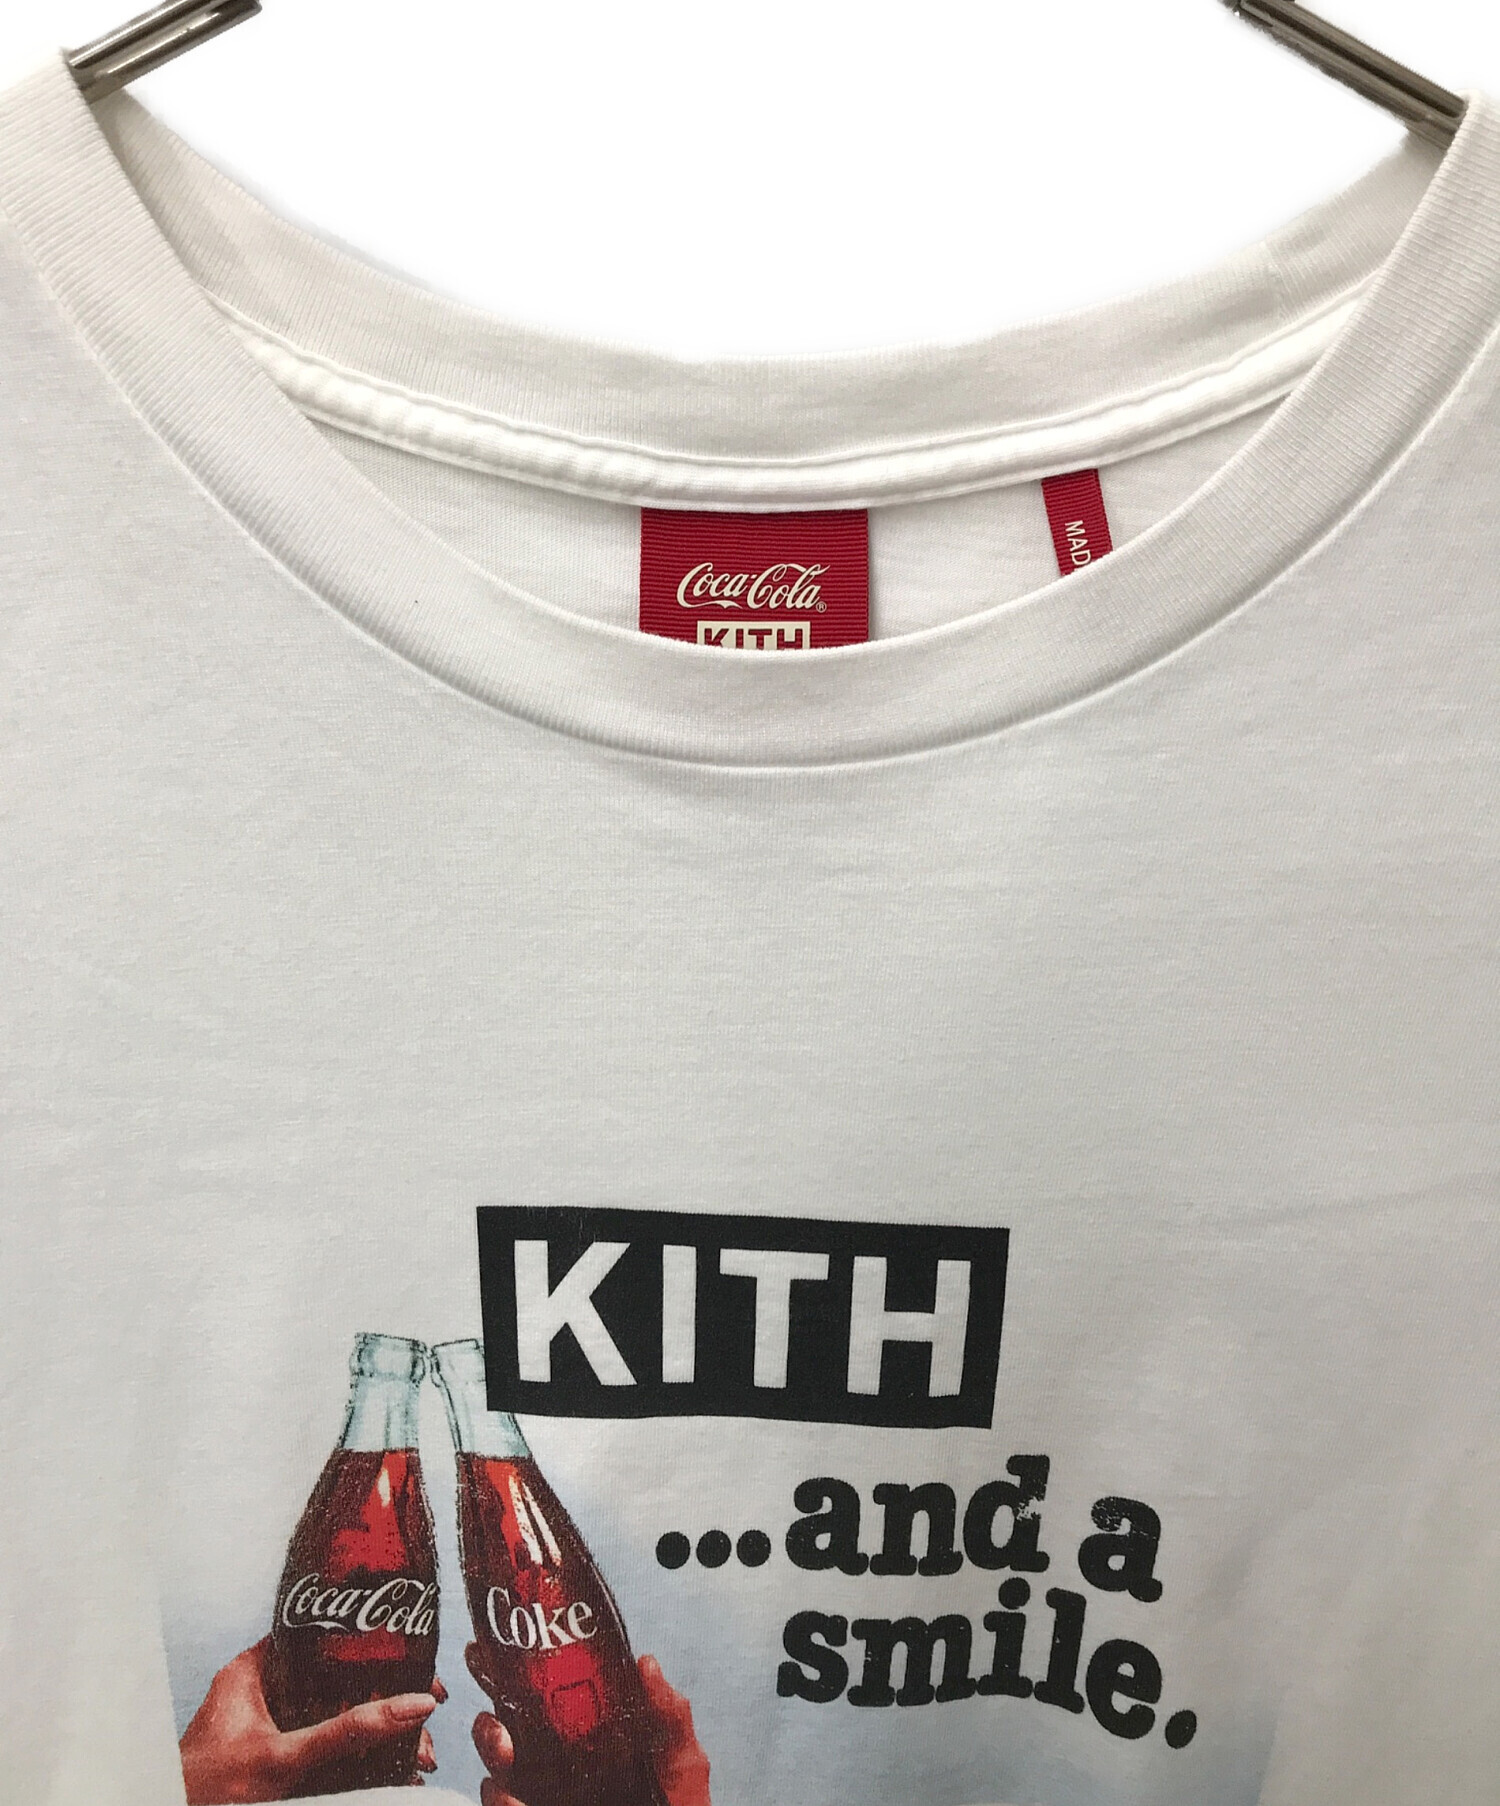 Coca-Cola®
KITH
MAD
KITH
...and a
smile.
Coca-Cola
Coke